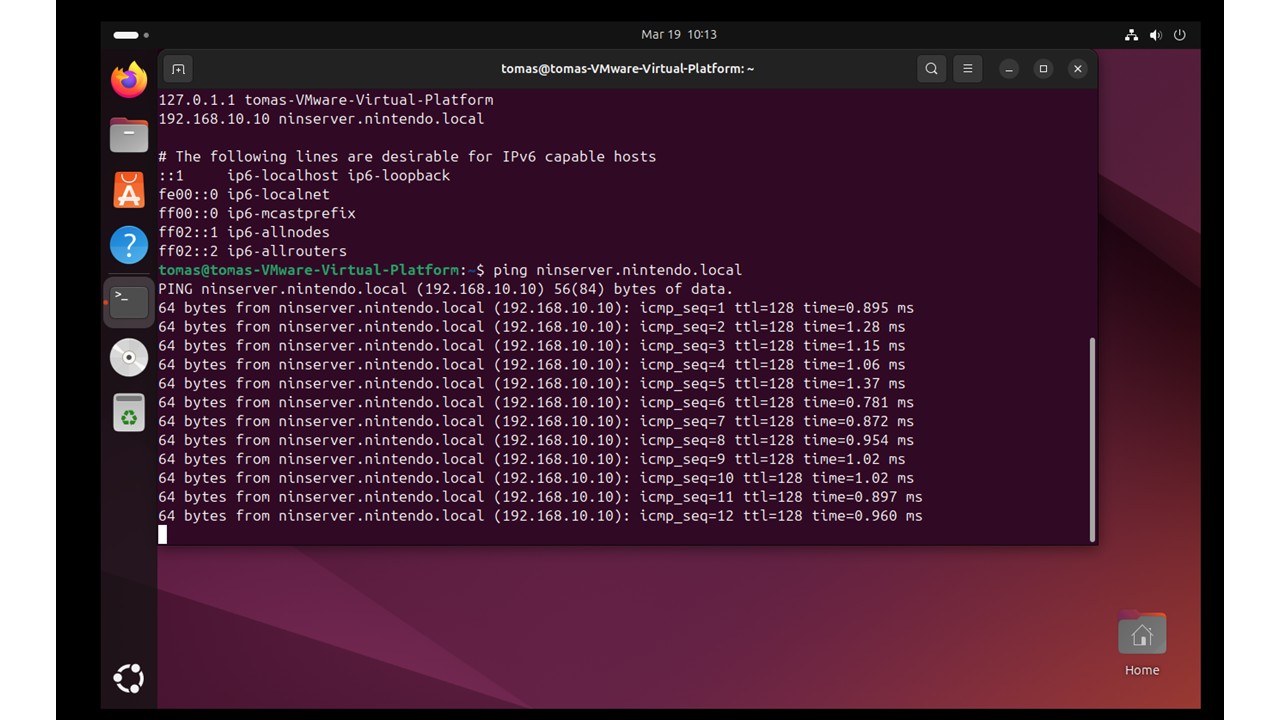 Mar 19 10:13
tomas@tomas-VMware-Virtual-Platform: ~
127.0.1.1 tomas-VMware-Virtual-Platform
192.168.10.10 ninserver.nintendo.local
# The following lines are desirable for IPv6 capable hosts
::1     ip6-localhost ip6-loopback
fe00::0 ip6-localnet
ff00::0 ip6-mcastprefix
ff02::1 ip6-allnodes
ff02::2 ip6-allrouters
tomas@tomas-VMware-Virtual-Platform:~$ ping ninserver.nintendo.local
PING ninserver.nintendo.local (192.168.10.10) 56(84) bytes of data.
64 bytes from ninserver.nintendo.local (192.168.10.10): icmp_seq=1 ttl=128 time=0.895 ms
64 bytes from ninserver.nintendo.local (192.168.10.10): icmp_seq=2 ttl=128 time=1.28 ms
64 bytes from ninserver.nintendo.local (192.168.10.10): icmp_seq=3 ttl=128 time=1.15 ms
64 bytes from ninserver.nintendo.local (192.168.10.10): icmp_seq=4 ttl=128 time=1.06 ms
64 bytes from ninserver.nintendo.local (192.168.10.10): icmp_seq=5 ttl=128 time=1.37 ms
64 bytes from ninserver.nintendo.local (192.168.10.10): icmp_seq=6 ttl=128 time=0.781 ms
64 bytes from ninserver.nintendo.local (192.168.10.10): icmp_seq=7 ttl=128 time=0.872 ms
64 bytes from ninserver.nintendo.local (192.168.10.10): icmp_seq=8 ttl=128 time=0.954 ms
64 bytes from ninserver.nintendo.local (192.168.10.10): icmp_seq=9 ttl=128 time=1.02 ms
64 bytes from ninserver.nintendo.local (192.168.10.10): icmp_seq=10 ttl=128 time=1.02 ms
64 bytes from ninserver.nintendo.local (192.168.10.10): icmp_seq=11 ttl=128 time=0.897 ms
64 bytes from ninserver.nintendo.local (192.168.10.10): icmp_seq=12 ttl=128 time=0.960 ms
Home